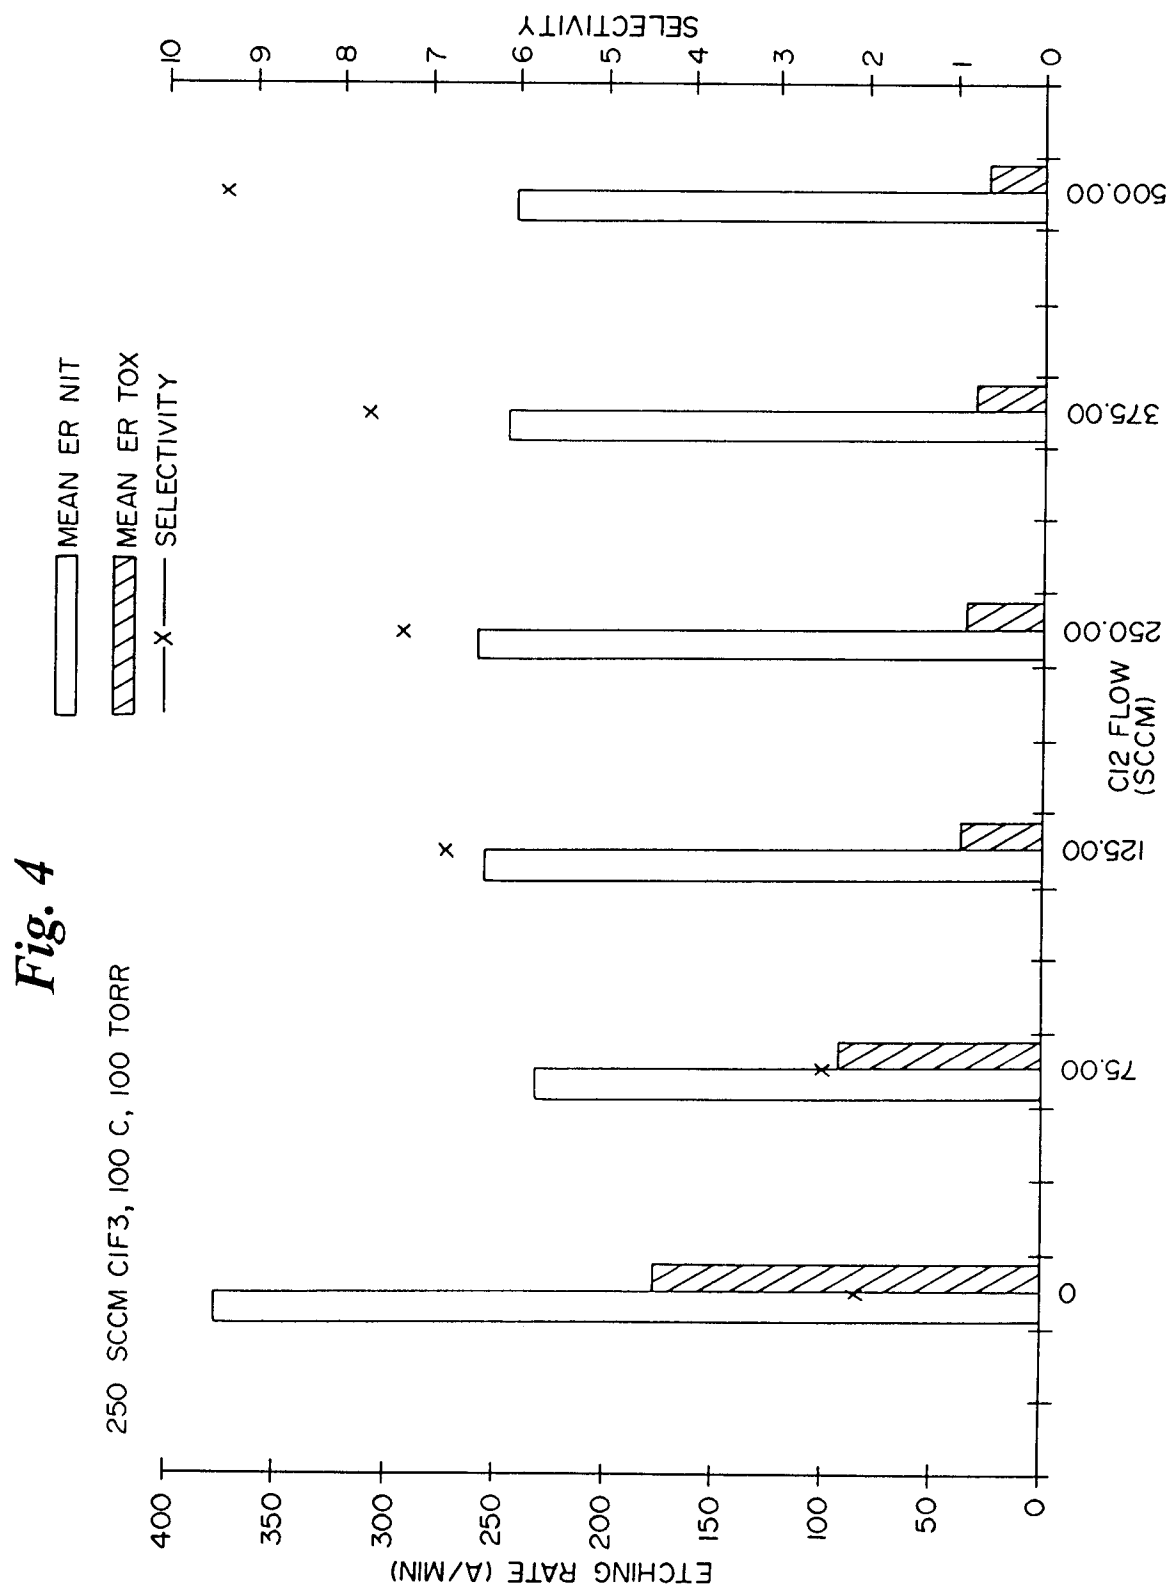 Fig. 4
250 SCCM ClF3, 100 C, 100 TORR
MEAN ER NIT
MEAN ER TOX
X SELECTIVITY
ETCHING RATE (A/MIN)
400
350
300
250
200
150
100
50
0
SELECTIVITY
10
9
8
7
6
5
4
3
2
1
0
0
75.00
125.00
250.00
375.00
500.00
Cl2 FLOW
(SCCM)